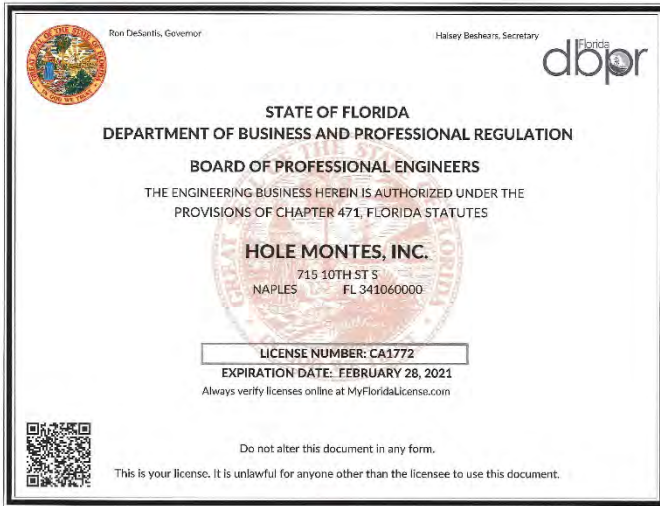 Ron DeSantis, Governor
Halsey Beshears, Secretary
Florida
dbpr
STATE OF FLORIDA
DEPARTMENT OF BUSINESS AND PROFESSIONAL REGULATION
BOARD OF PROFESSIONAL ENGINEERS
THE ENGINEERING BUSINESS HEREIN IS AUTHORIZED UNDER THE
PROVISIONS OF CHAPTER 471, FLORIDA STATUTES
HOLE MONTES, INC.
715 10TH ST S
NAPLES FL 341060000
LICENSE NUMBER: CA1772
EXPIRATION DATE: FEBRUARY 28, 2021
Always verify licenses online at MyFloridaLicense.com
Do not alter this document in any form.
This is your license. It is unlawful for anyone other than the licensee to use this document.